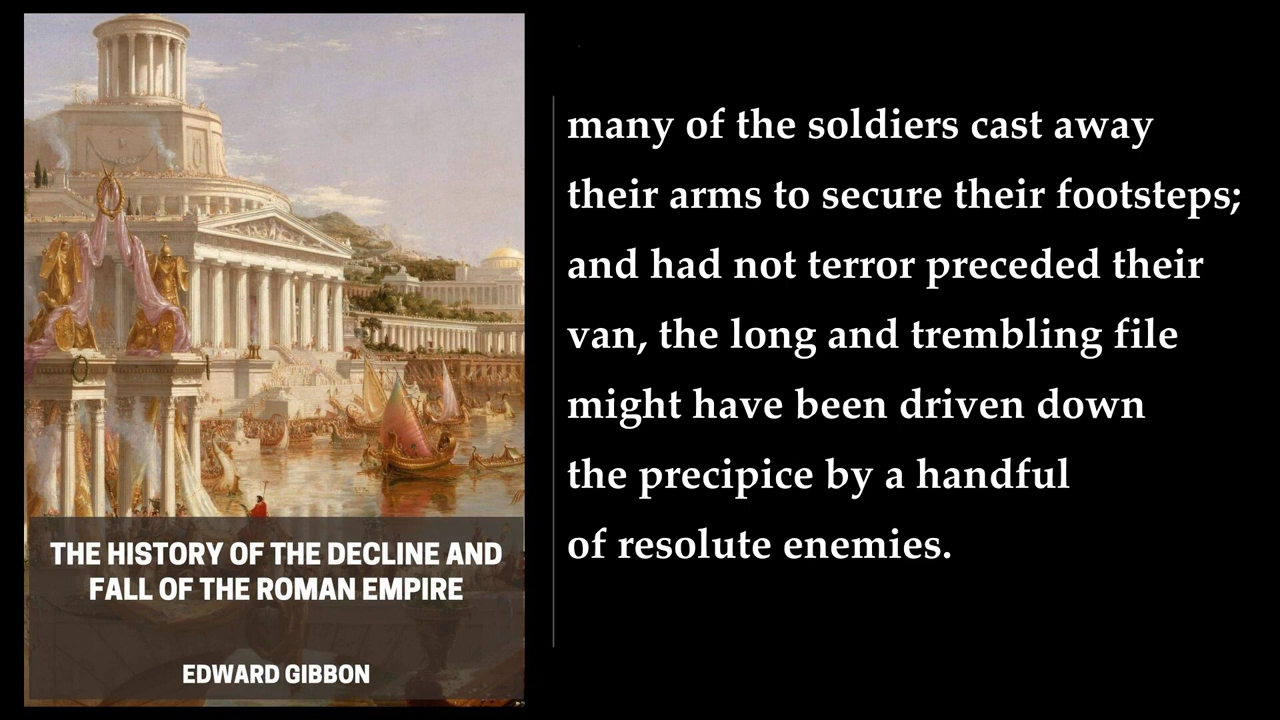 many of the soldiers cast away
their arms to secure their footsteps;
and had not terror preceded their
van, the long and trembling file
might have been driven down
the precipice by a handful
of resolute enemies.
THE HISTORY OF THE DECLINE AND
FALL OF THE ROMAN EMPIRE
EDWARD GIBBON